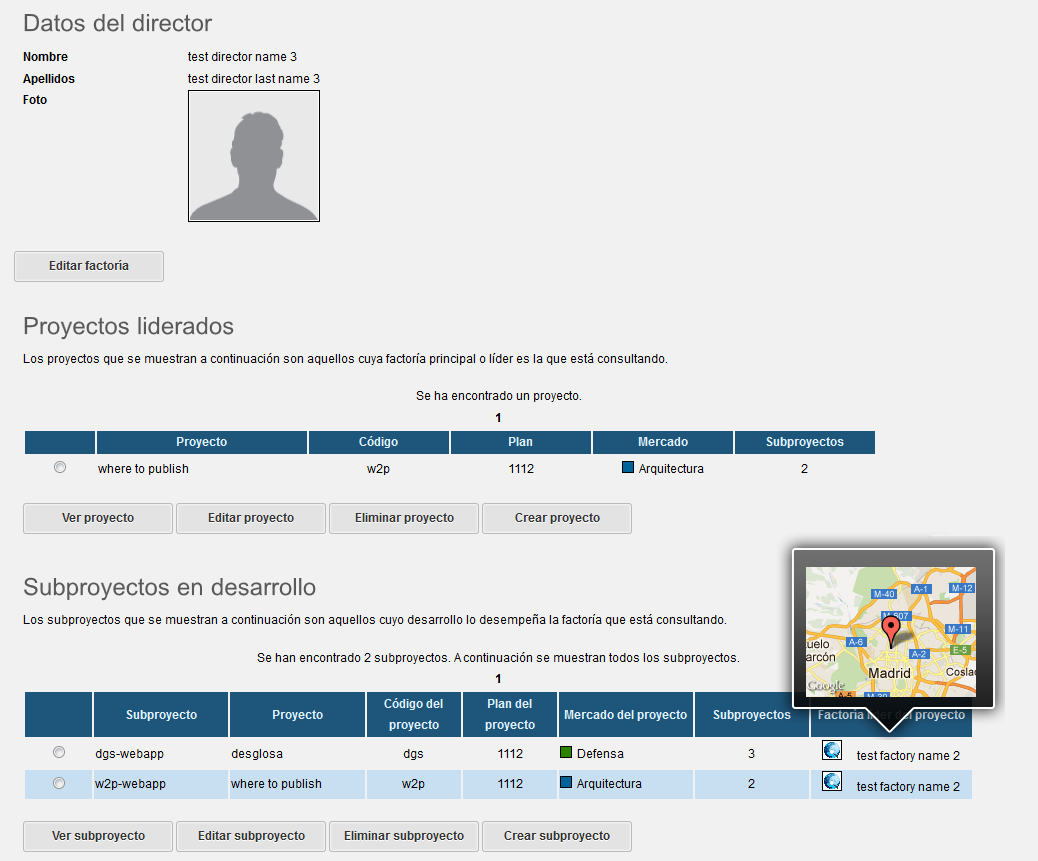 Datos del director
Nombre test director name 3
Apellidos test director last name 3
Foto
Editar factoría
Proyectos liderados
Los proyectos que se muestran a continuación son aquellos cuya factoría principal o líder es la que está consultando.
Se ha encontrado un proyecto.
1
Proyecto Código Plan Mercado Subproyectos
where to publish w2p 1112 Arquitectura 2
Ver proyecto Editar proyecto Eliminar proyecto Crear proyecto
Subproyectos en desarrollo
Los subproyectos que se muestran a continuación son aquellos cuyo desarrollo lo desempeña la factoría que está consultando.
Se han encontrado 2 subproyectos. A continuación se muestran todos los subproyectos.
1
M-40 A-1 M-12
M-11
A-6 A-2 E-5
Madrid
Google A-5 M-30
Subproyecto Proyecto Código del proyecto Plan del proyecto Mercado del proyecto Subproyectos Factoría líder del proyecto
dgs-webapp desglosa dgs 1112 Defensa 3 test factory name 2
w2p-webapp where to publish w2p 1112 Arquitectura 2 test factory name 2
Ver subproyecto Editar subproyecto Eliminar subproyecto Crear subproyecto